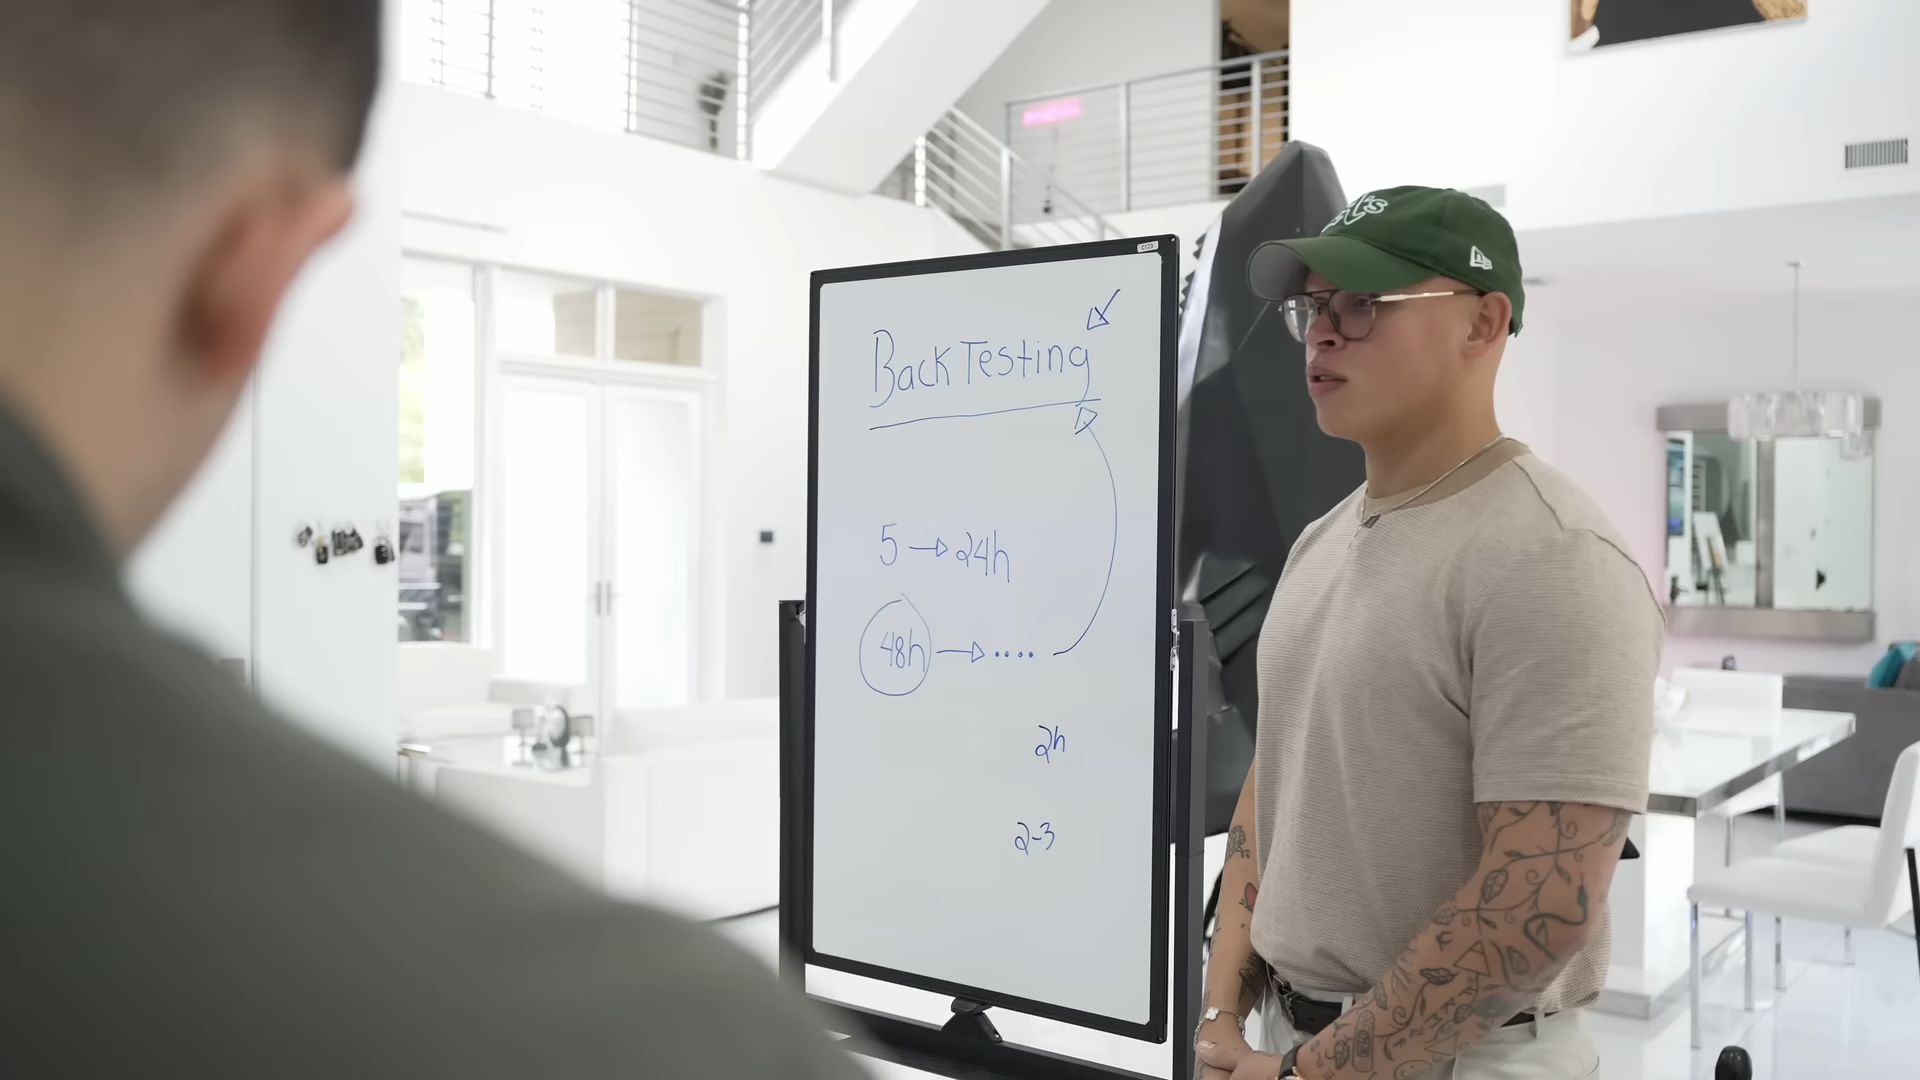 Back Testing
5 → 24h
48h → ....
2h
2-3